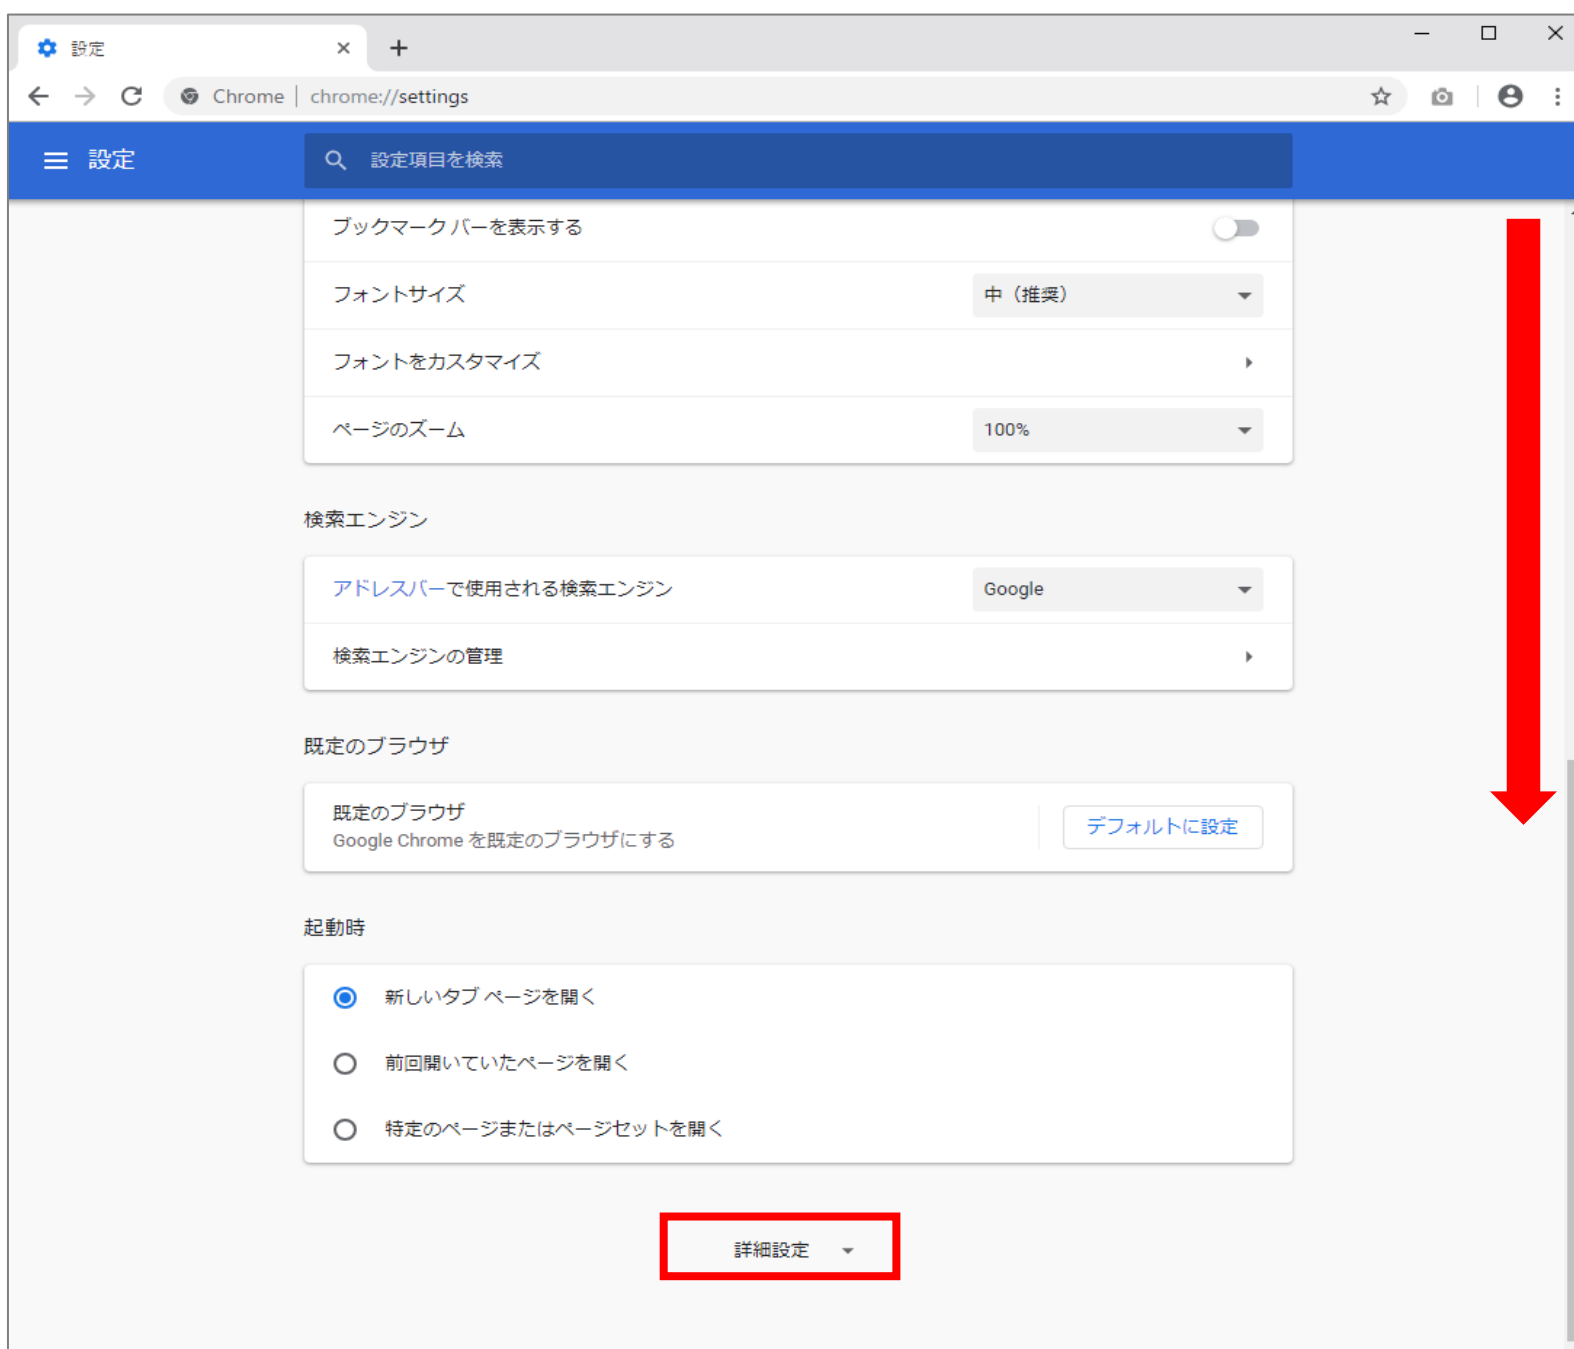 設定
Chrome | chrome://settings
設定
設定項目を検索
ブックマーク バーを表示する
フォントサイズ 中（推奨）
フォントをカスタマイズ
ページのズーム 100%
検索エンジン
アドレスバーで使用される検索エンジン Google
検索エンジンの管理
既定のブラウザ
既定のブラウザ
Google Chrome を既定のブラウザにする
デフォルトに設定
起動時
新しいタブ ページを開く
前回開いていたページを開く
特定のページまたはページセットを開く
詳細設定